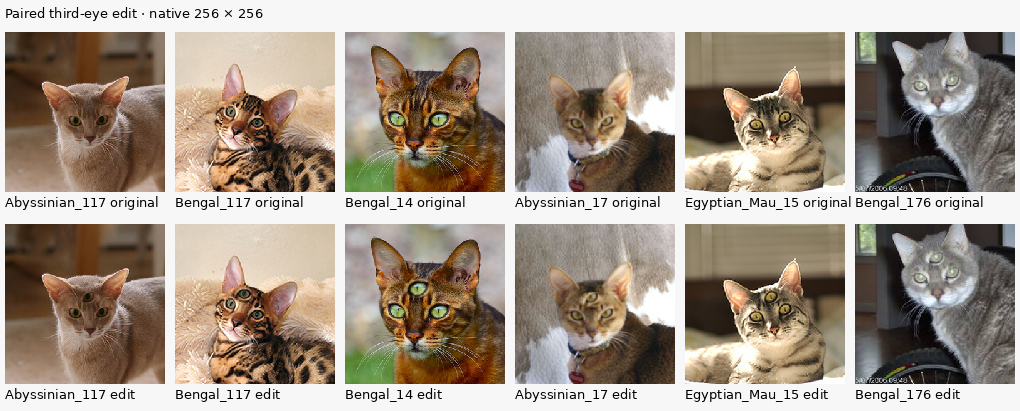 Paired third-eye edit · native 256 × 256
Abyssinian_117 original
Bengal_117 original
Bengal_14 original
Abyssinian_17 original
Egyptian_Mau_15 original
Bengal_176 original
Abyssinian_117 edit
Bengal_117 edit
Bengal_14 edit
Abyssinian_17 edit
Egyptian_Mau_15 edit
Bengal_176 edit